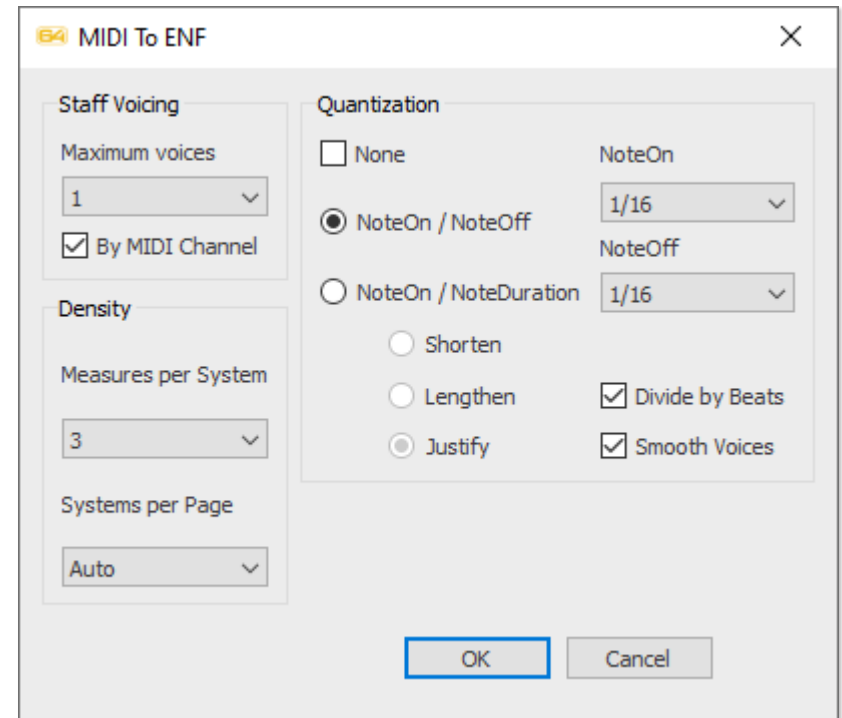 64 MIDI To ENF
Staff Voicing
Maximum voices
1
By MIDI Channel
Density
Measures per System
3
Systems per Page
Auto
Quantization
None
NoteOn
1/16
NoteOn / NoteOff
NoteOff
NoteOn / NoteDuration
1/16
Shorten
Lengthen
Divide by Beats
Justify
Smooth Voices
OK
Cancel